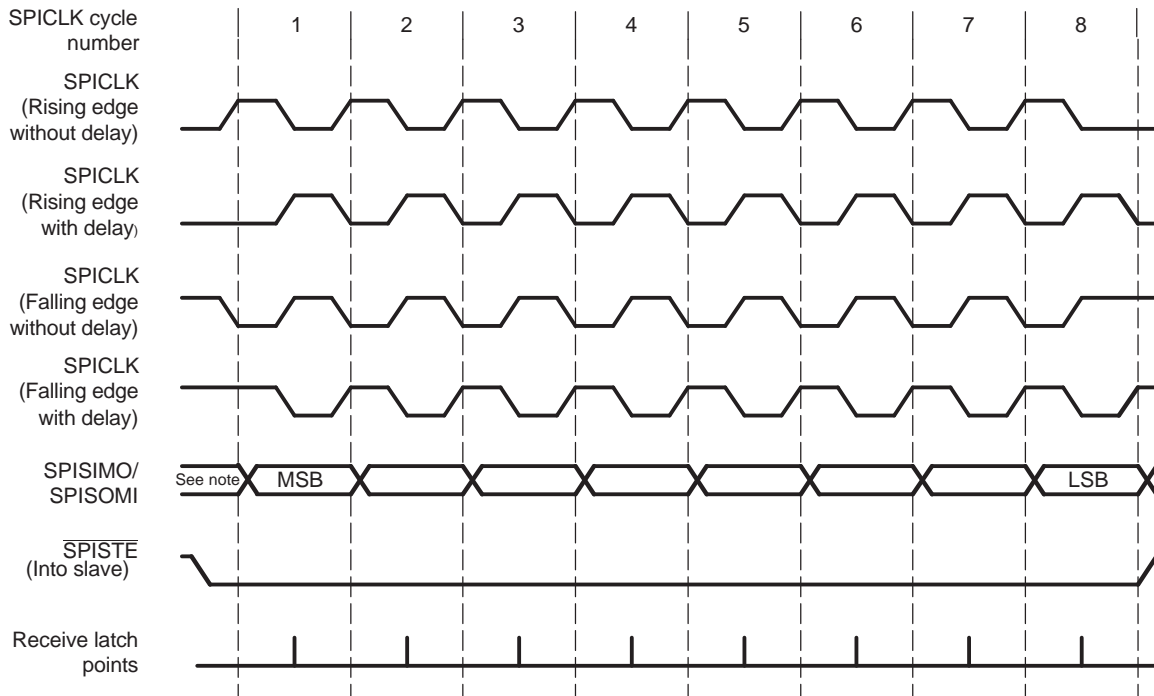 SPICLK cycle
number
1 2 3 4 5 6 7 8
SPICLK
(Rising edge
without delay)
SPICLK
(Rising edge
with delay)
SPICLK
(Falling edge
without delay)
SPICLK
(Falling edge
with delay)
SPISIMO/
SPISOMI
See note MSB LSB
SPISTE
(Into slave)
Receive latch
points